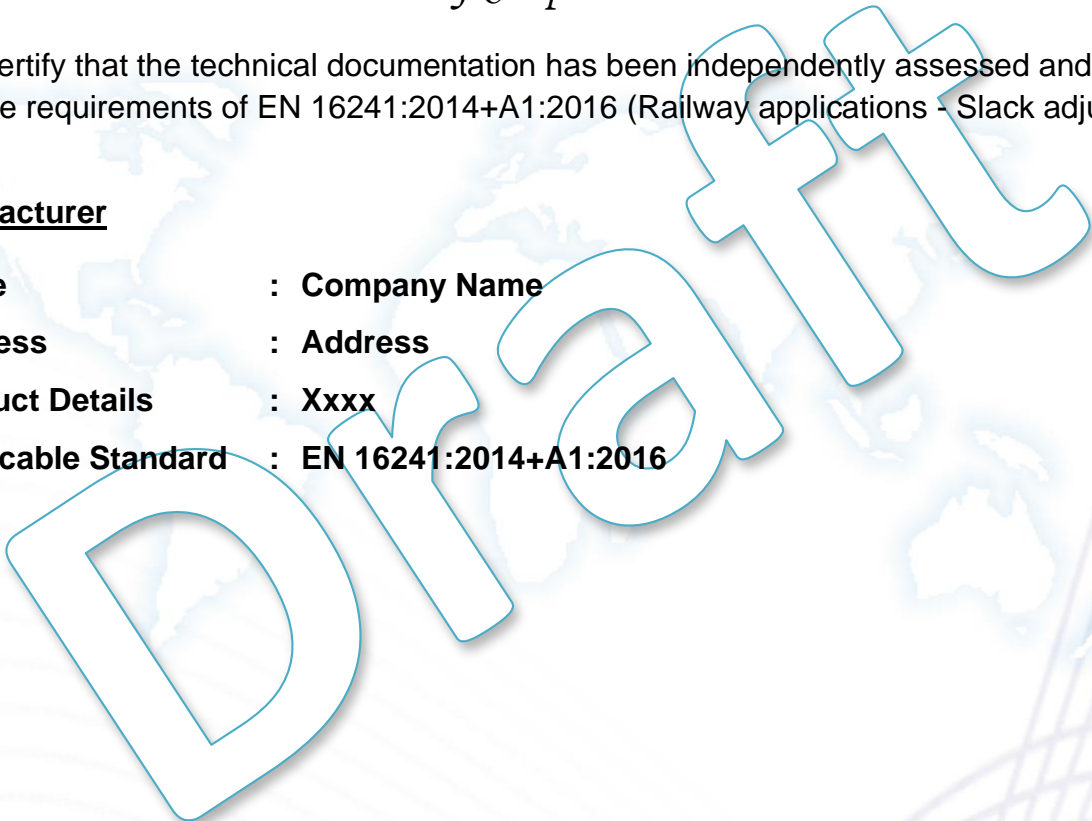 ertify that the technical documentation has been independently assessed and
e requirements of EN 16241:2014+A1:2016 (Railway applications - Slack adju
acturer
e : Company Name
ess : Address
uct Details : Xxxx
cable Standard : EN 16241:2014+A1:2016
Draft